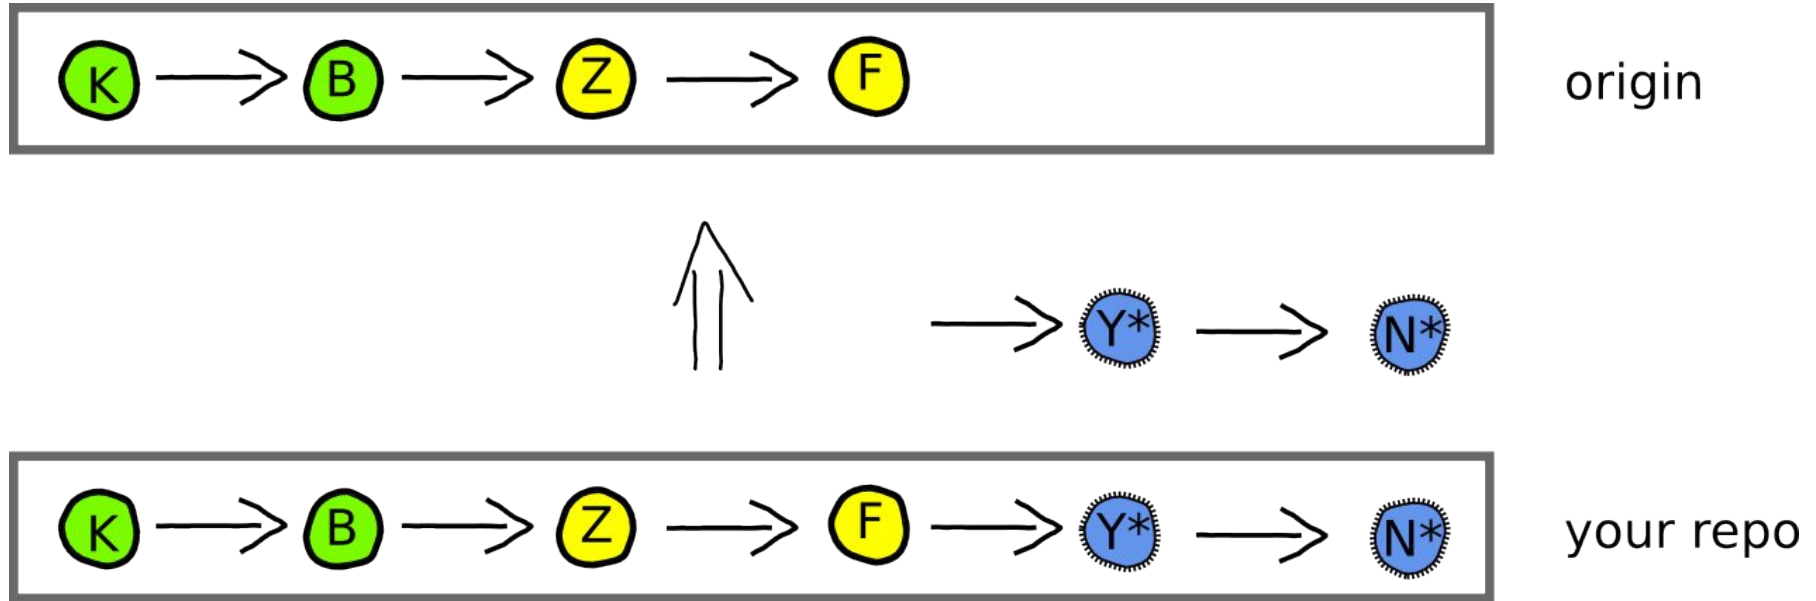 K B Z F origin
Y* N*
K B Z F Y* N* your repo